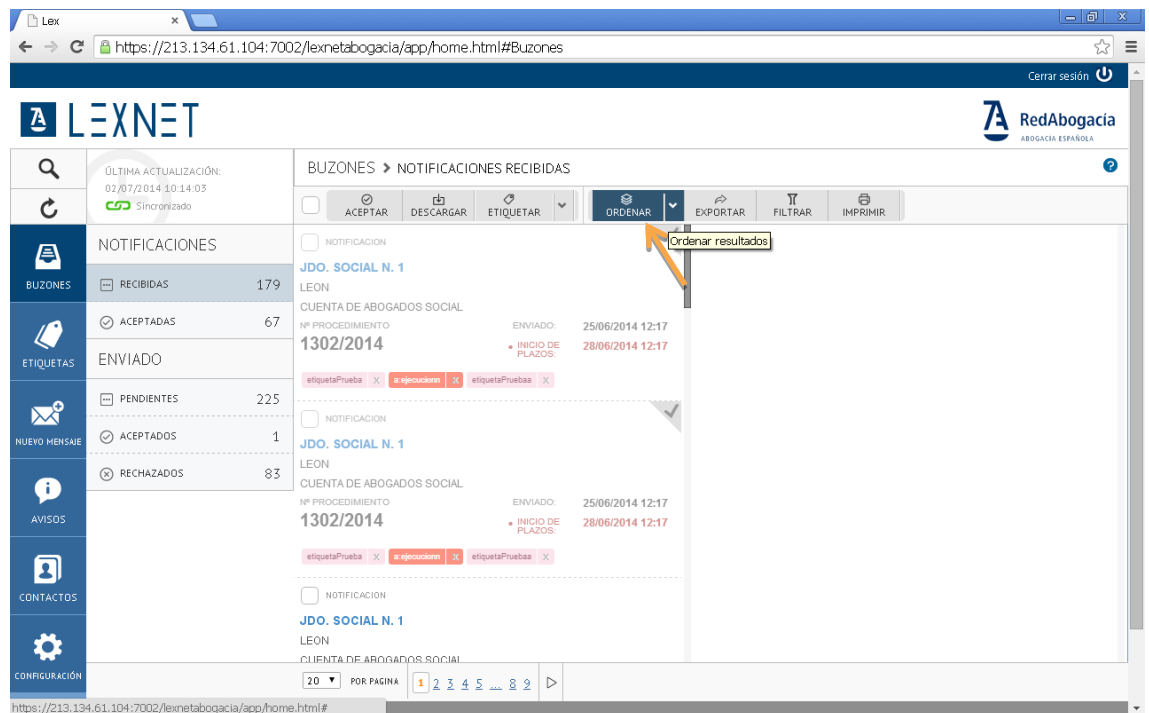 Lex
https://213.134.61.104:7002/lexnetabogacia/app/home.html#Buzones
Cerrar sesión
LEXNET
RedAbogacía
ABOGACÍA ESPAÑOLA
ÚLTIMA ACTUALIZACIÓN:
02/07/2014 10:14:03
Sincronizado
BUZONES > NOTIFICACIONES RECIBIDAS
ACEPTAR DESCARGAR ETIQUETAR ORDENAR EXPORTAR FILTRAR IMPRIMIR
Ordenar resultados
BUZONES
ETIQUETAS
NUEVO MENSAJE
AVISOS
CONTACTOS
CONFIGURACIÓN
NOTIFICACIONES
RECIBIDAS 179
ACEPTADAS 67
ENVIADO
PENDIENTES 225
ACEPTADOS 1
RECHAZADOS 83
NOTIFICACION
JDO. SOCIAL N. 1
LEON
CUENTA DE ABOGADOS SOCIAL
Nº PROCEDIMIENTO ENVIADO: 25/06/2014 12:17
1302/2014 • INICIO DE PLAZOS: 28/06/2014 12:17
etiquetaPrueba X a:ejecucionn X etiquetaPruebas X
NOTIFICACION
JDO. SOCIAL N. 1
LEON
CUENTA DE ABOGADOS SOCIAL
Nº PROCEDIMIENTO ENVIADO: 25/06/2014 12:17
1302/2014 • INICIO DE PLAZOS: 28/06/2014 12:17
etiquetaPrueba X a:ejecucionn X etiquetaPruebas X
NOTIFICACION
JDO. SOCIAL N. 1
LEON
CUENTA DE ABOGADOS SOCIAL
20 POR PAGINA 1 2 3 4 5 ... 8 9
https://213.134.61.104:7002/lexnetabogacia/app/home.html#